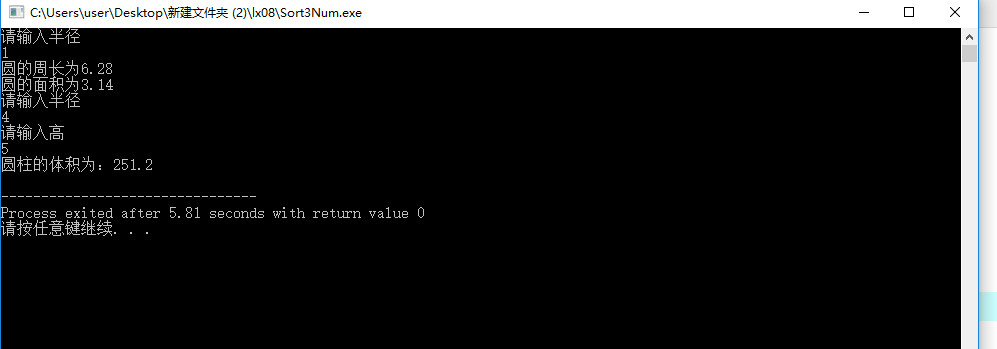 C:\Users\user\Desktop\新建文件夹 (2)\lx08\Sort3Num.exe
请输入半径
1
圆的周长为6.28
圆的面积为3.14
请输入半径
4
请输入高
5
圆柱的体积为：251.2
--------------------------------
Process exited after 5.81 seconds with return value 0
请按任意键继续. . .